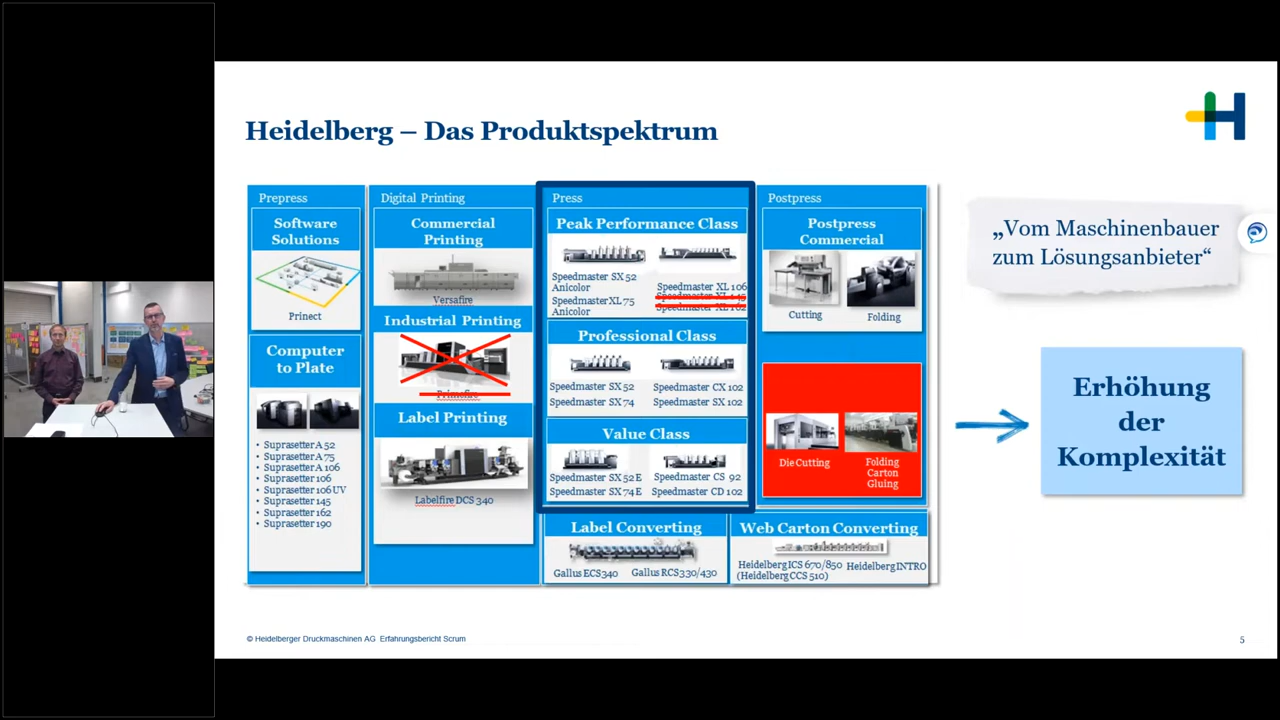 Heidelberg – Das Produktspektrum
Prepress
Software
Solutions
Prinect
Computer
to Plate
• Suprasetter A 52
• Suprasetter A 75
• Suprasetter A 106
• Suprasetter 106
• Suprasetter 106 UV
• Suprasetter 145
• Suprasetter 162
• Suprasetter 190
Digital Printing
Commercial
Printing
Versafire
Industrial Printing
Primefire
Label Printing
Labelfire DCS 340
Press
Peak Performance Class
Speedmaster SX 52
Anicolor
Speedmaster XL 75
Anicolor
Speedmaster XL 106
Speedmaster XL 145
Speedmaster XL 162
Professional Class
Speedmaster SX 52
Speedmaster SX 74
Speedmaster CX 102
Speedmaster SX 102
Value Class
Speedmaster SX 52 E
Speedmaster SX 74 E
Speedmaster CS 92
Speedmaster CD 102
Postpress
Postpress
Commercial
Cutting
Folding
Die Cutting
Folding
Carton
Gluing
Label Converting
Gallus ECS 340
Gallus RCS 330/430
Web Carton Converting
Heidelberg ICS 670/850
(Heidelberg CCS 510)
Heidelberg INTRO
„Vom Maschinenbauer
zum Lösungsanbieter“
Erhöhung
der
Komplexität
© Heidelberger Druckmaschinen AG Erfahrungsbericht Scrum
5